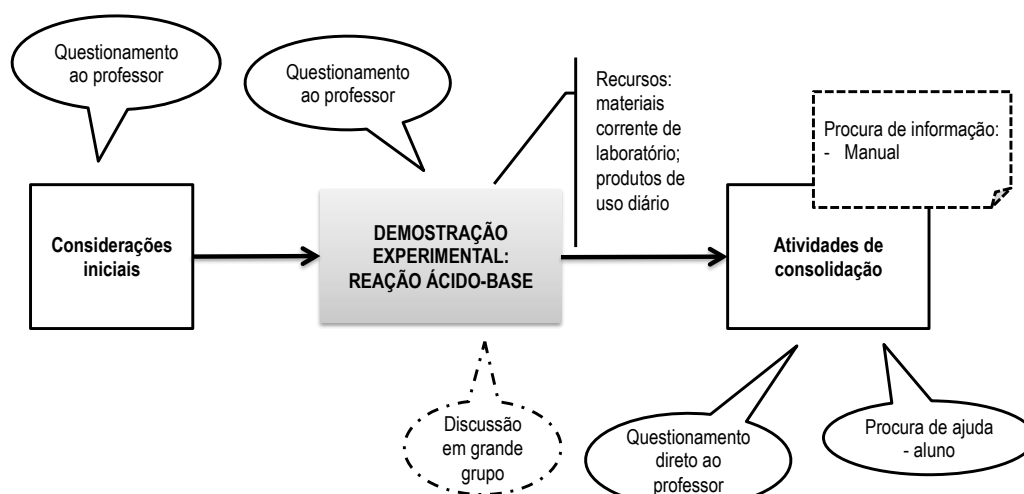 Questionamento
ao professor
Questionamento
ao professor
Recursos:
materiais
corrente de
laboratório;
produtos de
uso diário
Procura de informação:
- Manual
Considerações
iniciais
DEMOSTRAÇÃO
EXPERIMENTAL:
REAÇÃO ÁCIDO-BASE
Atividades de
consolidação
Discussão
em grande
grupo
Questionamento
direto ao
professor
Procura de ajuda
- aluno